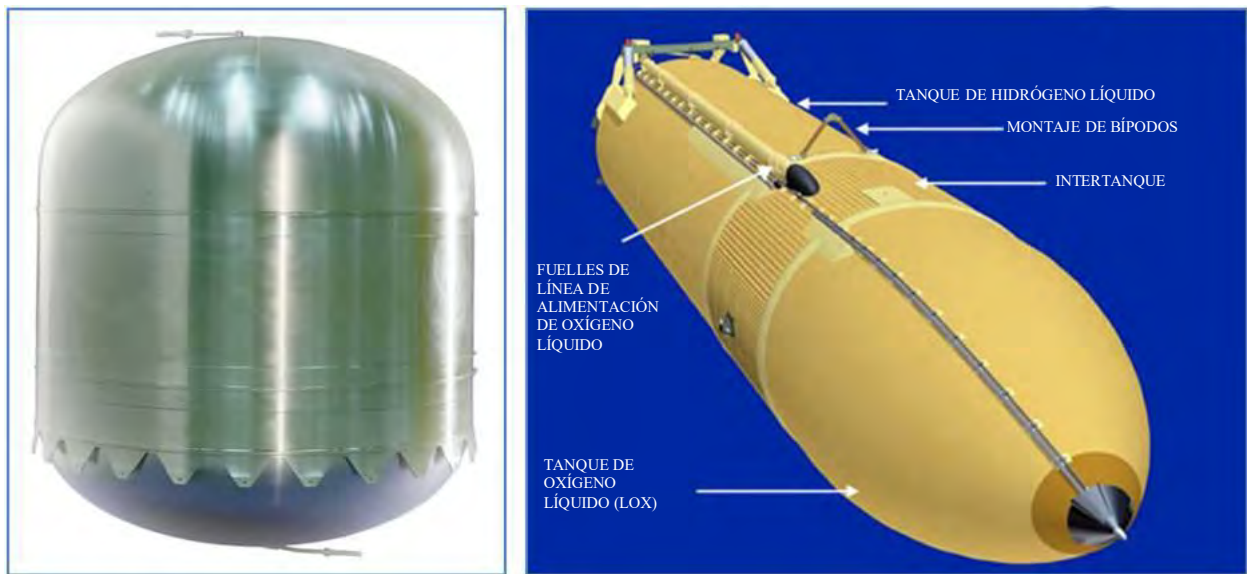 TANQUE DE HIDRÓGENO LÍQUIDO
MONTAJE DE BÍPODOS
INTERTANQUE
FUELLES DE
LÍNEA DE
ALIMENTACIÓN
DE OXÍGENO
LÍQUIDO
TANQUE DE
OXÍGENO
LÍQUIDO (LOX)